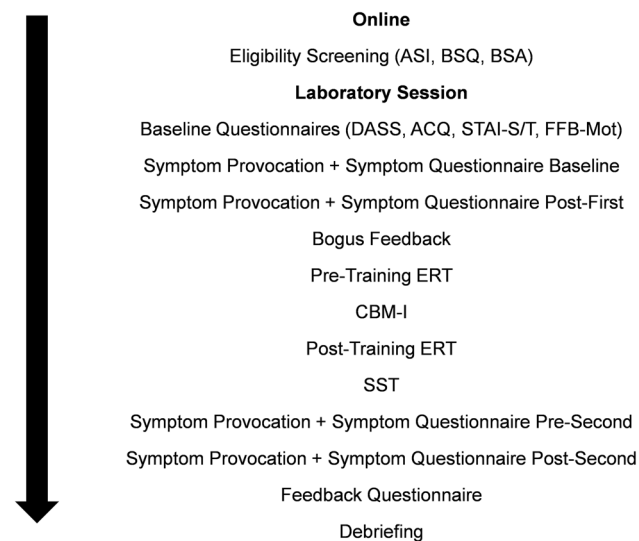 Online
Eligibility Screening (ASI, BSQ, BSA)
Laboratory Session
Baseline Questionnaires (DASS, ACQ, STAI-S/T, FFB-Mot)
Symptom Provocation + Symptom Questionnaire Baseline
Symptom Provocation + Symptom Questionnaire Post-First
Bogus Feedback
Pre-Training ERT
CBM-I
Post-Training ERT
SST
Symptom Provocation + Symptom Questionnaire Pre-Second
Symptom Provocation + Symptom Questionnaire Post-Second
Feedback Questionnaire
Debriefing